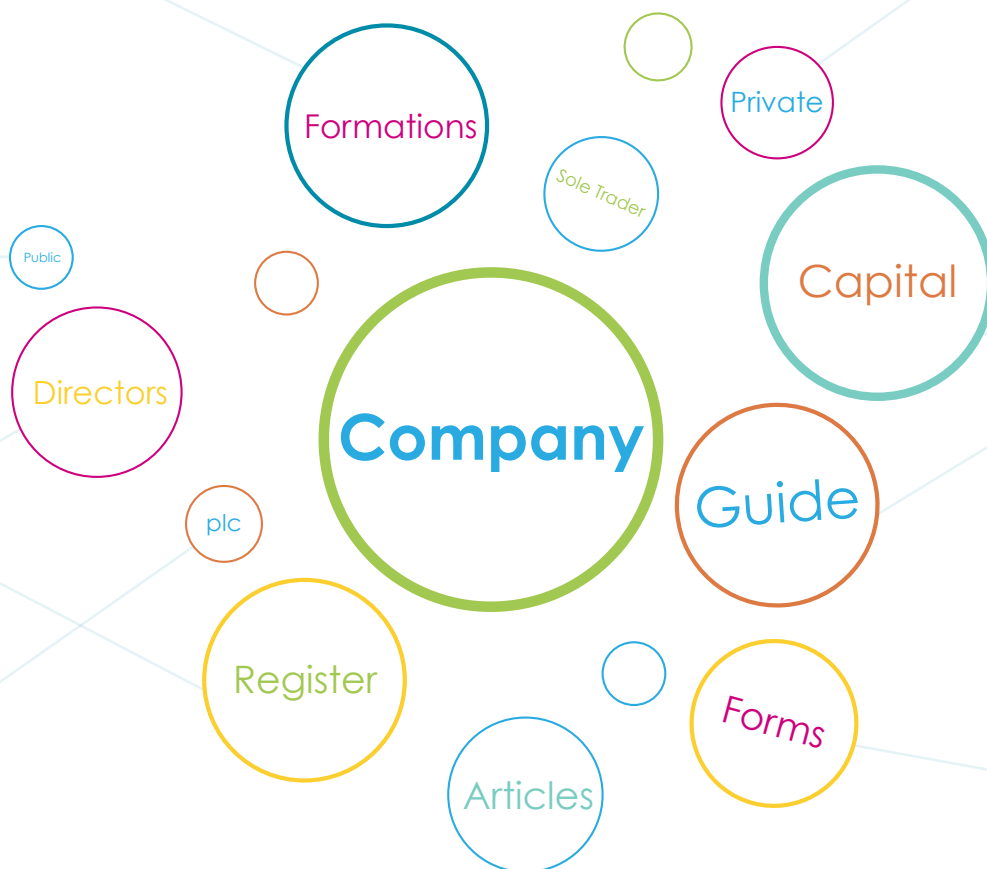 Formations
Private
Sole Trader
Public
Capital
Directors
Company
Guide
plc
Register
Forms
Articles